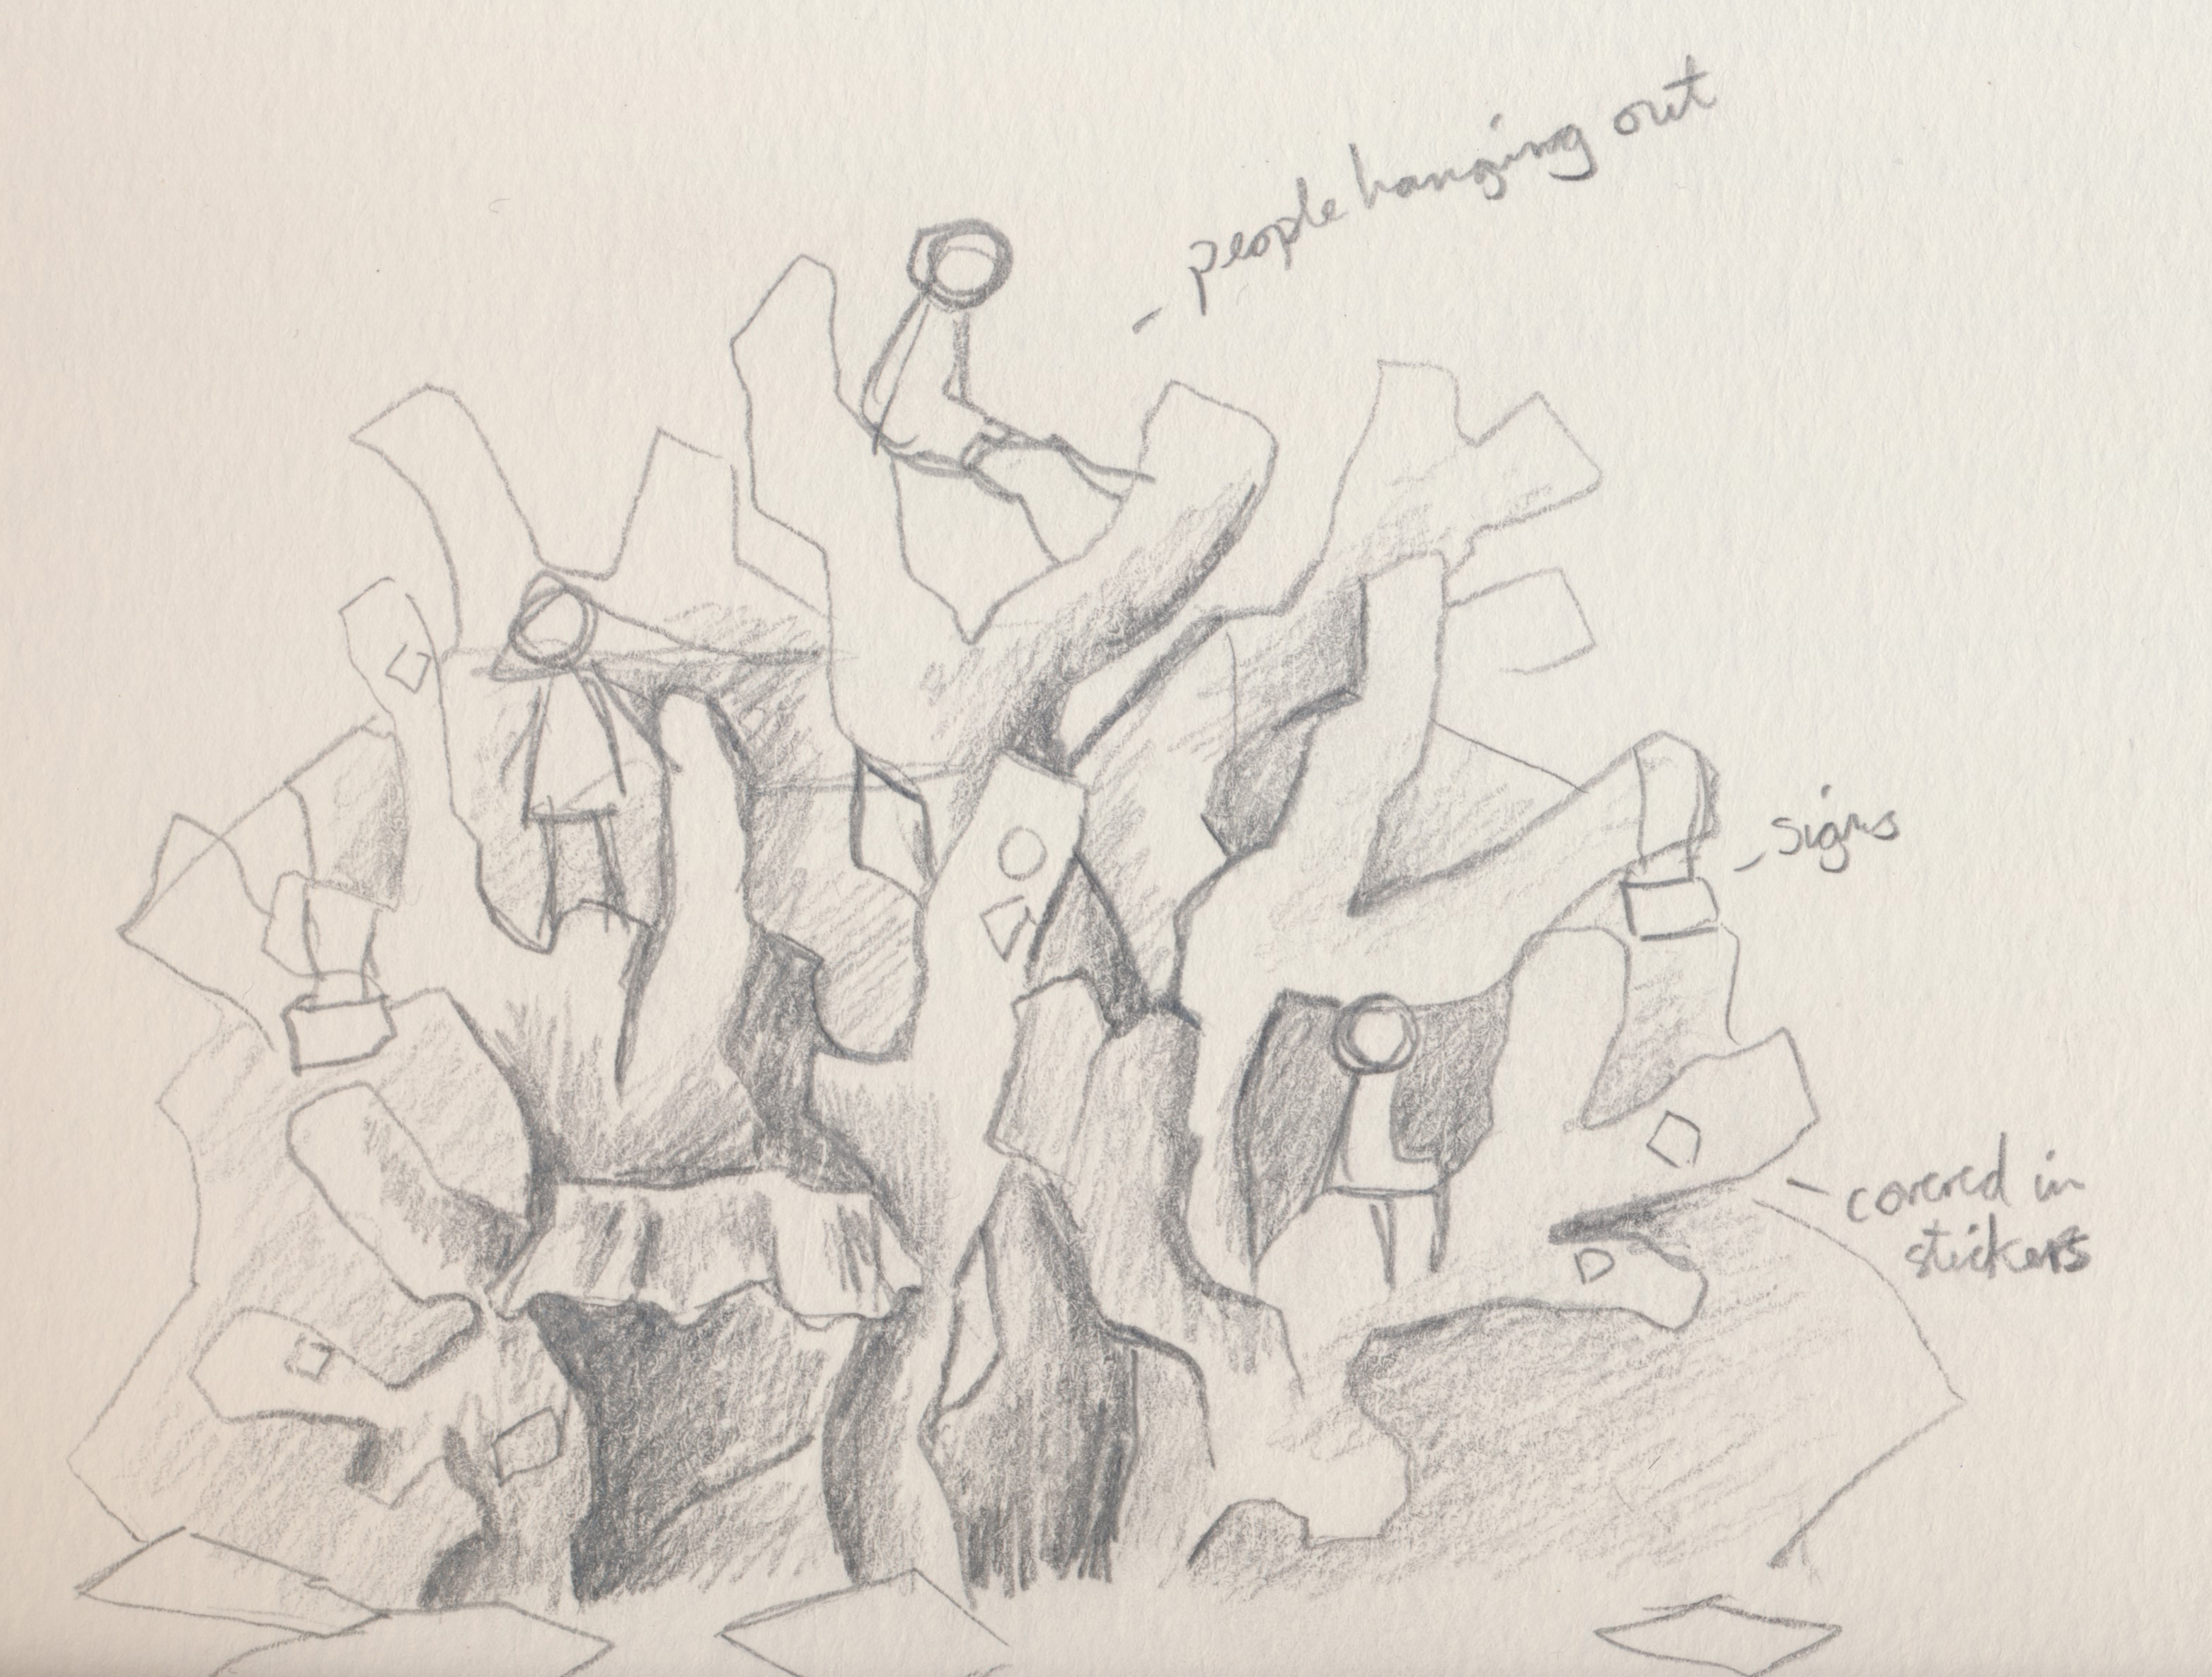 - people hanging out
- signs
- covered in
stickers